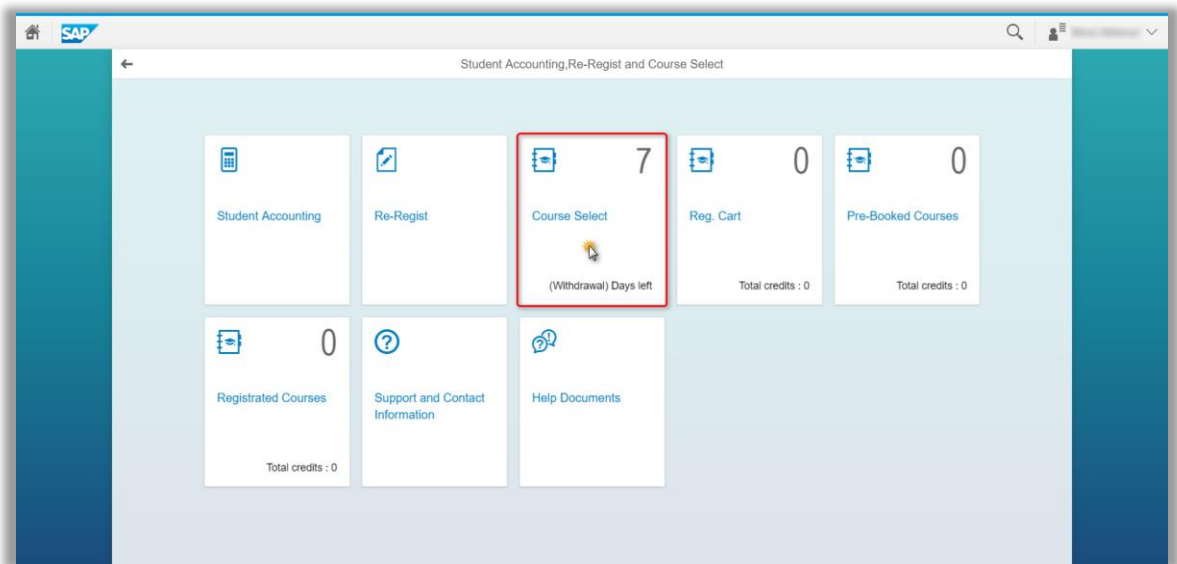 SAP
Student Accounting,Re-Regist and Course Select
7
0
0
Student Accounting
Re-Regist
Course Select
Reg. Cart
Pre-Booked Courses
(Withdrawal) Days left
Total credits : 0
Total credits : 0
0
Registrated Courses
Support and Contact
Information
Help Documents
Total credits : 0